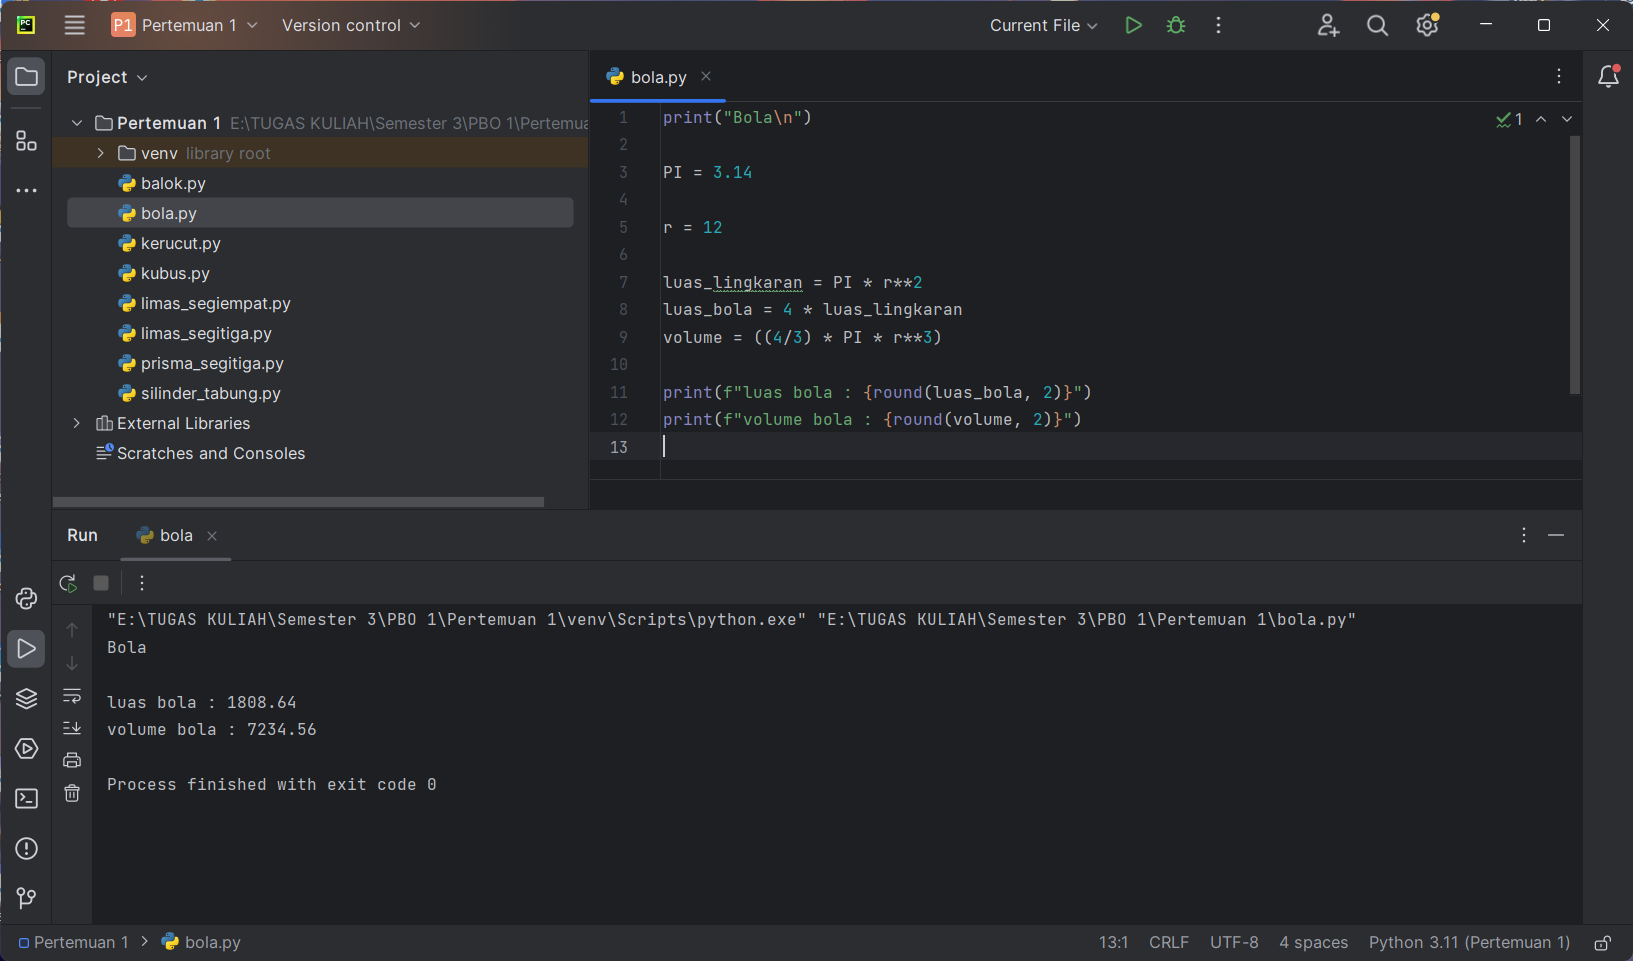 PC
P1 Pertemuan 1 Version control Current File
Project
Pertemuan 1 E:\TUGAS KULIAH\Semester 3\PBO 1\Pertemua
venv library root
balok.py
bola.py
kerucut.py
kubus.py
limas_segiempat.py
limas_segitiga.py
prisma_segitiga.py
silinder_tabung.py
External Libraries
Scratches and Consoles
bola.py
1 print("Bola\n")
2
3 PI = 3.14
4
5 r = 12
6
7 luas_lingkaran = PI * r**2
8 luas_bola = 4 * luas_lingkaran
9 volume = ((4/3) * PI * r**3)
10
11 print(f"luas bola : {round(luas_bola, 2)}")
12 print(f"volume bola : {round(volume, 2)}")
13
1
Run bola
"E:\TUGAS KULIAH\Semester 3\PBO 1\Pertemuan 1\venv\Scripts\python.exe" "E:\TUGAS KULIAH\Semester 3\PBO 1\Pertemuan 1\bola.py"
Bola
luas bola : 1808.64
volume bola : 7234.56
Process finished with exit code 0
Pertemuan 1 > bola.py 13:1 CRLF UTF-8 4 spaces Python 3.11 (Pertemuan 1)